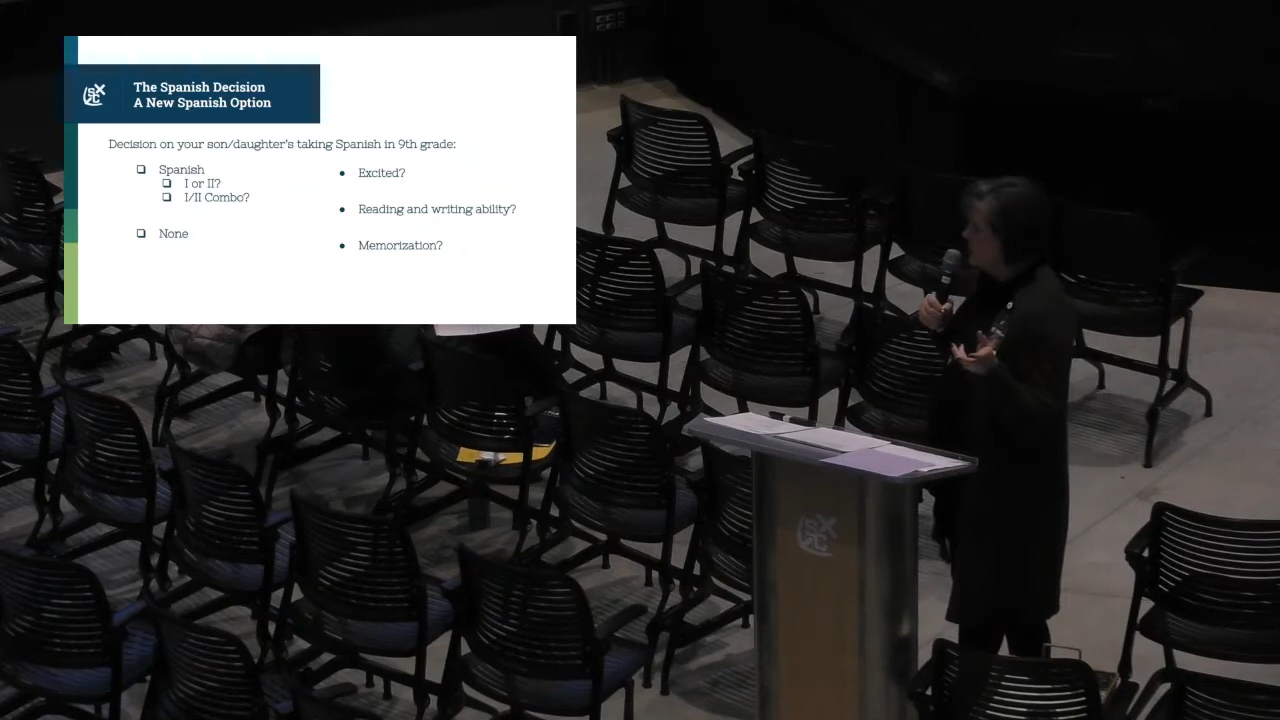 The Spanish Decision
A New Spanish Option
Decision on your son/daughter's taking Spanish in 9th grade:
Spanish
I or II?
I/II Combo?
None
Excited?
Reading and writing ability?
Memorization?